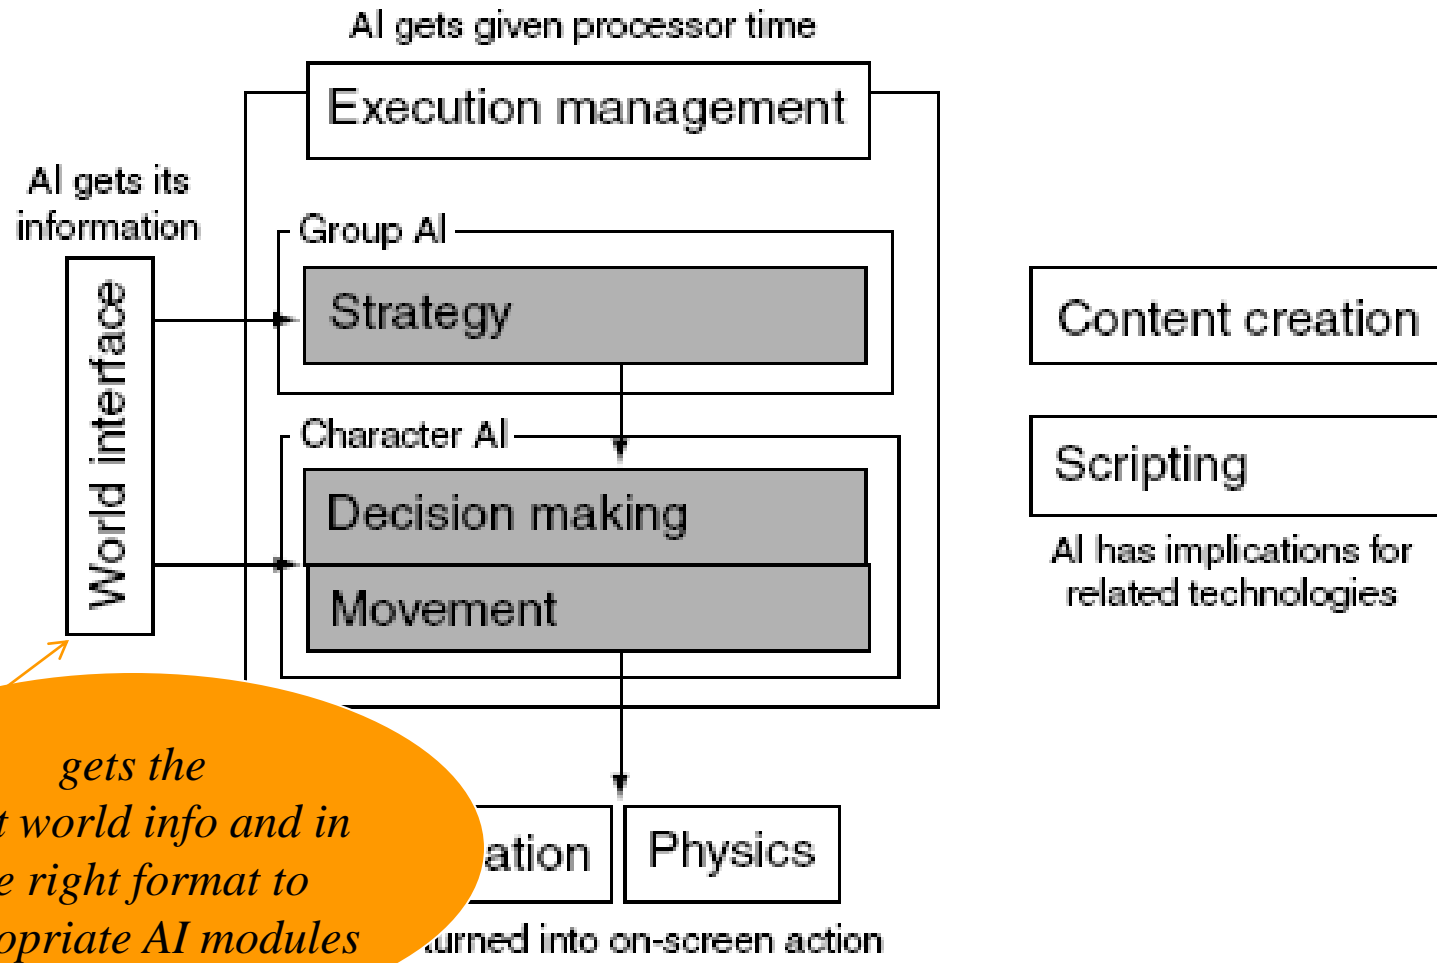 AI gets given processor time
Execution management
AI gets its
information
World interface
Group AI
Strategy
Character AI
Decision making
Movement
Content creation
Scripting
AI has implications for
related technologies
gets the
world info and in
right format to
AI modules
Physics
into on-screen action